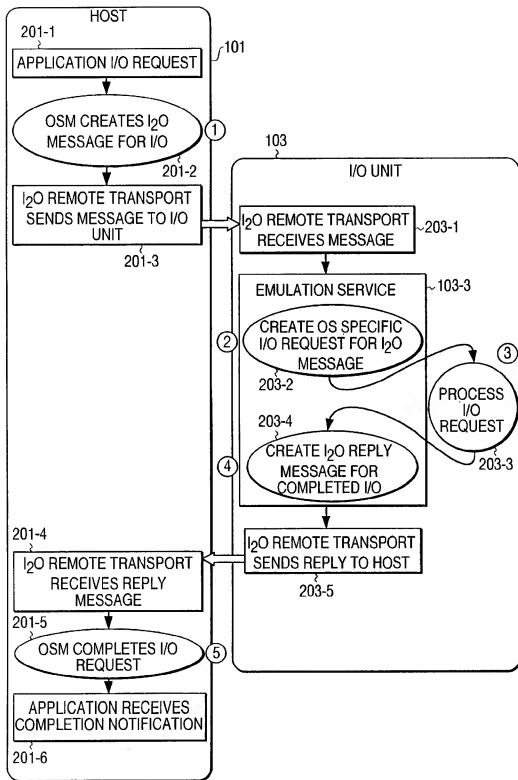 HOST
201-1
101
APPLICATION I/O REQUEST
OSM CREATES I2O
MESSAGE FOR I/O
1
201-2
I2O REMOTE TRANSPORT
SENDS MESSAGE TO I/O
UNIT
201-3
103
I/O UNIT
I2O REMOTE TRANSPORT
RECEIVES MESSAGE
203-1
EMULATION SERVICE
103-3
2
CREATE OS SPECIFIC
I/O REQUEST FOR I2O
MESSAGE
203-2
3
PROCESS
I/O
REQUEST
203-3
203-4
4
CREATE I2O REPLY
MESSAGE FOR
COMPLETED I/O
I2O REMOTE TRANSPORT
SENDS REPLY TO HOST
203-5
201-4
I2O REMOTE TRANSPORT
RECEIVES REPLY
MESSAGE
201-5
OSM COMPLETES I/O
REQUEST
5
APPLICATION RECEIVES
COMPLETION NOTIFICATION
201-6